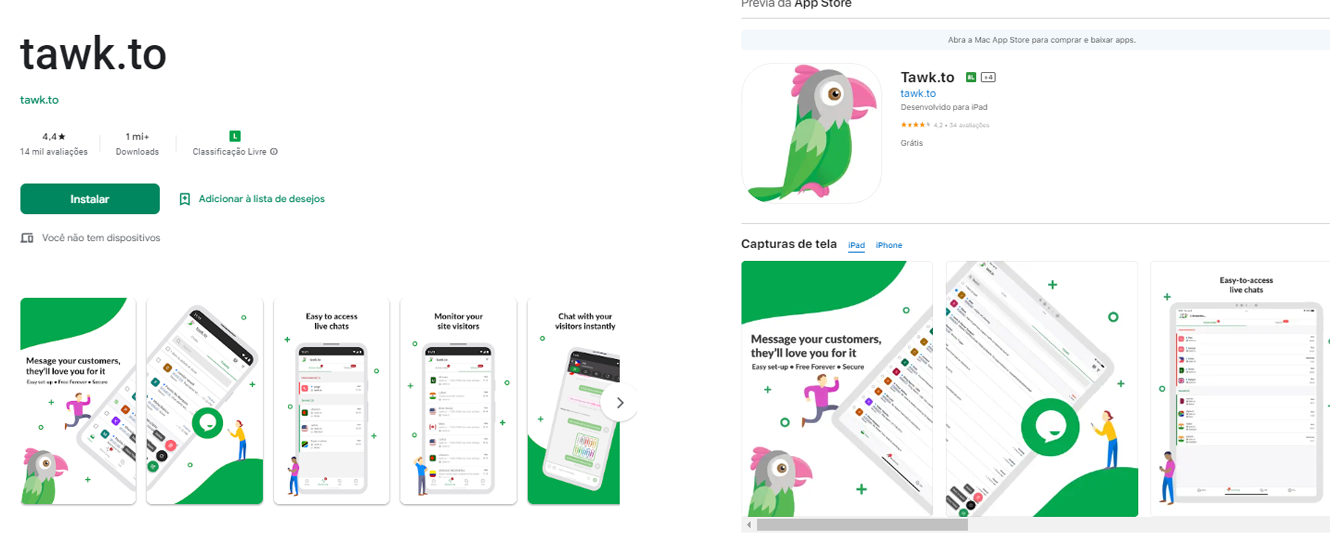 tawk.to
tawk.to
4,4★
14 mil avaliações
1 mi+
Downloads
L
Classificação Livre
Instalar
Adicionar à lista de desejos
Você não tem dispositivos
Message your customers,
they'll love you for it
Easy set-up • Free Forever • Secure
Easy to access
live chats
Monitor your
site visitors
Chat with your
visitors instantly
Prévia da App Store
Abra a Mac App Store para comprar e baixar apps.
Tawk.to AL +4
tawk.to
Desenvolvido para iPad
4,2 • 34 avaliações
Grátis
Capturas de tela iPad iPhone
Message your customers,
they'll love you for it
Easy set-up • Free Forever • Secure
Easy-to-access
live chats